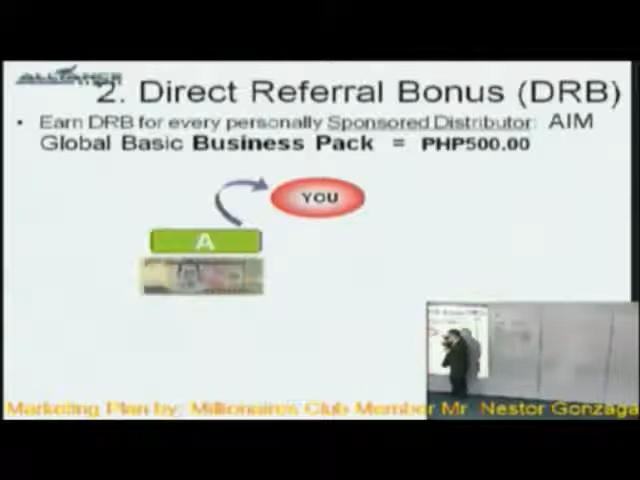 ALLIANCE
2. Direct Referral Bonus (DRB)
• Earn DRB for every personally Sponsored Distributor: AIM
Global Basic Business Pack = PHP500.00
YOU
A
Marketing Plan by: Millionaires Club Member Mr. Nestor Gonzaga